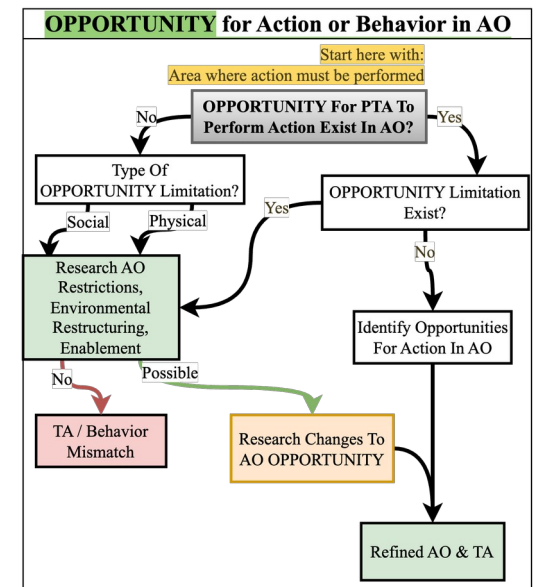 OPPORTUNITY for Action or Behavior in AO
Start here with:
Area where action must be performed
OPPORTUNITY For PTA To
Perform Action Exist In AO?
No
Yes
Type Of
OPPORTUNITY Limitation?
OPPORTUNITY Limitation
Exist?
Social
Physical
Yes
No
Research AO
Restrictions,
Environmental
Restructuring,
Enablement
Identify Opportunities
For Action In AO
No
Possible
TA / Behavior
Mismatch
Research Changes To
AO OPPORTUNITY
Refined AO & TA